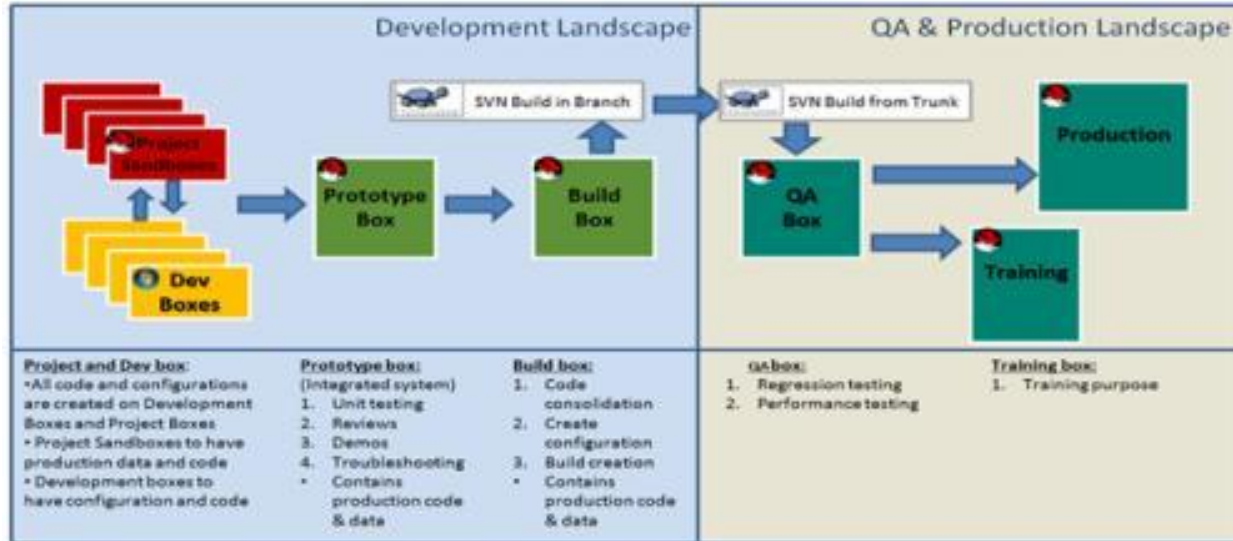 Development Landscape
QA & Production Landscape
SVN Build in Branch
SVN Build from Trunk
Project
Sandboxes
Prototype
Box
Build
Box
QA
Box
Production
Training
Dev
Boxes
Project and Dev box:
•All code and configurations
are created on Development
Boxes and Project Boxes
• Project Sandboxes to have
production data and code
• Development boxes to
have configuration and code
Prototype box:
(Integrated system)
1. Unit testing
2. Reviews
3. Demos
4. Troubleshooting
• Contains
production code
& data
Build box:
1. Code
consolidation
2. Create
configuration
3. Build creation
• Contains
production code
& data
QA box:
1. Regression testing
2. Performance testing
Training box:
1. Training purpose